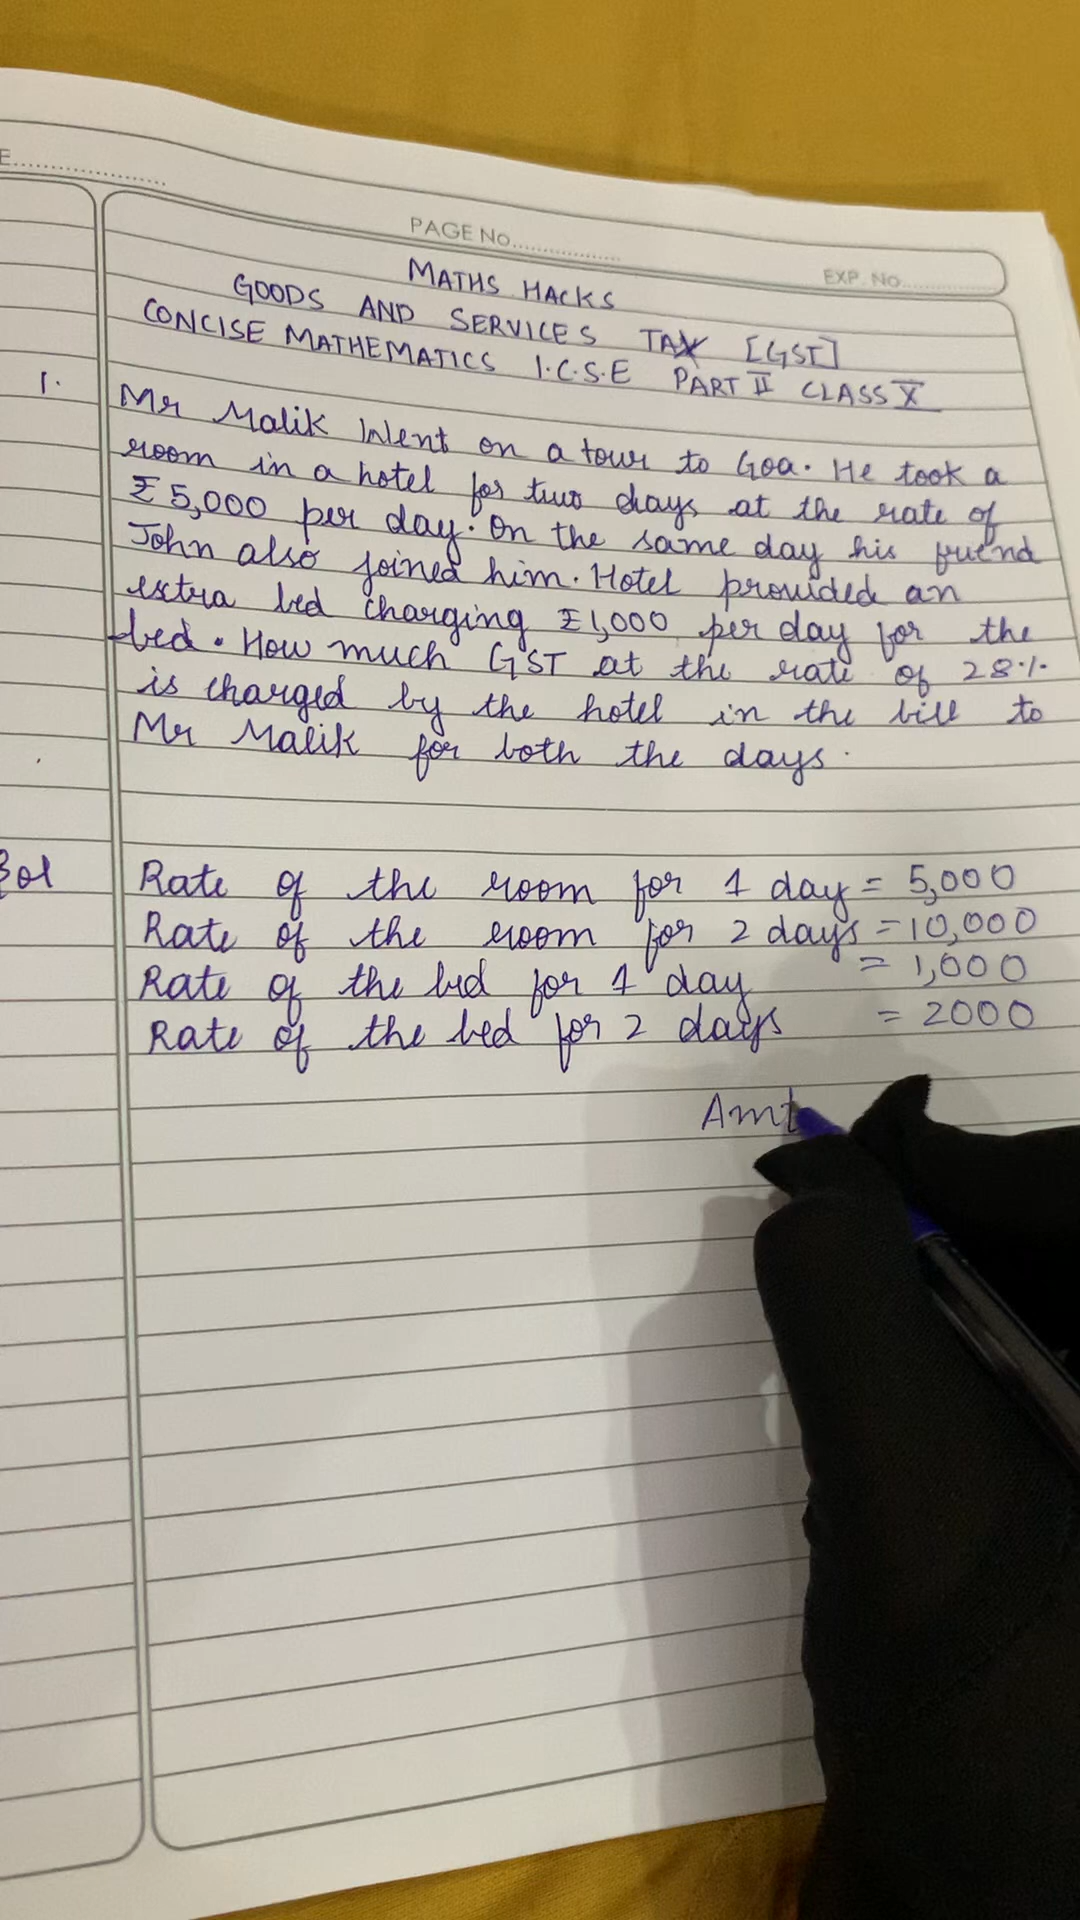 E..................
PAGE No..................
EXP. No..................
MATHS HACKS
GOODS AND SERVICES TAX [GST]
CONCISE MATHEMATICS I.C.S.E PART II CLASS X
1. Mr Malik Went on a tour to Goa. He took a
room in a hotel for two days at the rate of
₹5,000 per day. On the same day his friend
John also joined him. Hotel provided an
extra bed charging ₹1,000 per day for the
bed. How much GST at the rate of 28%
is charged by the hotel in the bill to
Mr Malik for both the days.
Sol Rate of the room for 1 day = 5,000
Rate of the room for 2 days = 10,000
Rate of the bed for 1 day = 1,000
Rate of the bed for 2 days = 2000
Amt